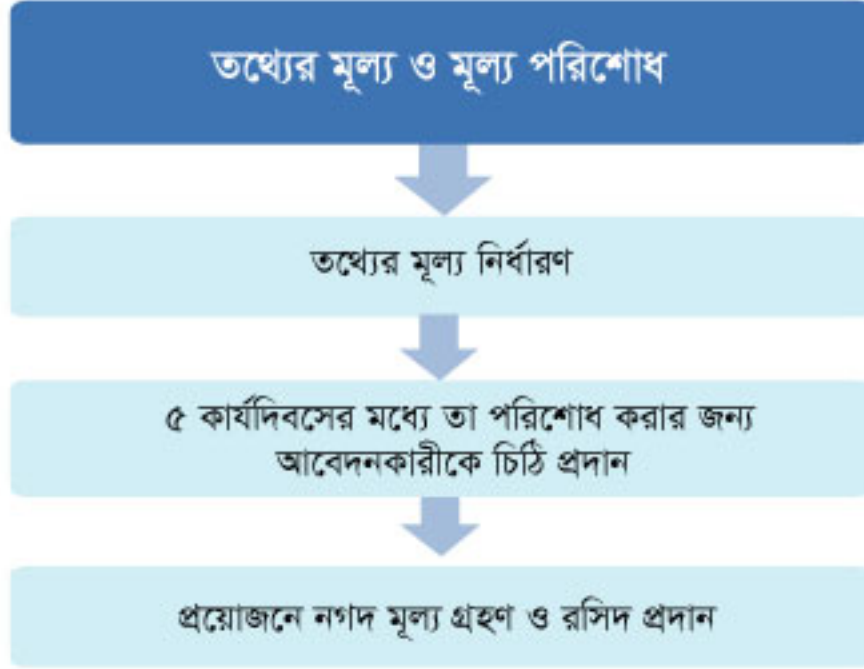 তথ্যের মূল্য ও মূল্য পরিশোধ
তথ্যের মূল্য নির্ধারণ
৫ কার্যদিবসের মধ্যে তা পরিশোধ করার জন্য
আবেদনকারীকে চিঠি প্রদান
প্রয়োজনে নগদ মূল্য গ্রহণ ও রসিদ প্রদান